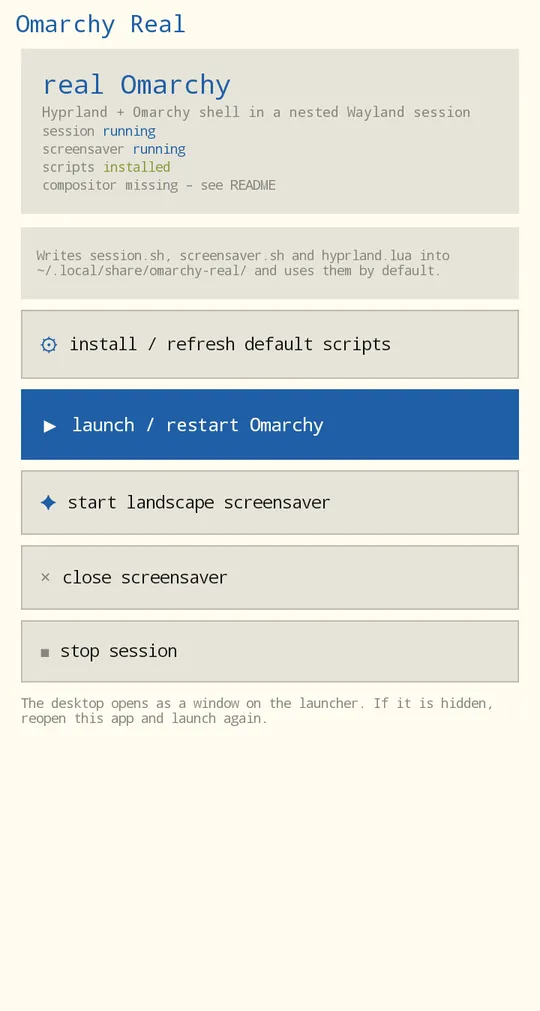 Omarchy Real
real Omarchy
Hyprland + Omarchy shell in a nested Wayland session
session running
screensaver running
scripts installed
compositor missing – see README
Writes session.sh, screensaver.sh and hyprland.lua into
~/.local/share/omarchy-real/ and uses them by default.
install / refresh default scripts
launch / restart Omarchy
start landscape screensaver
× close screensaver
stop session
The desktop opens as a window on the launcher. If it is hidden,
reopen this app and launch again.